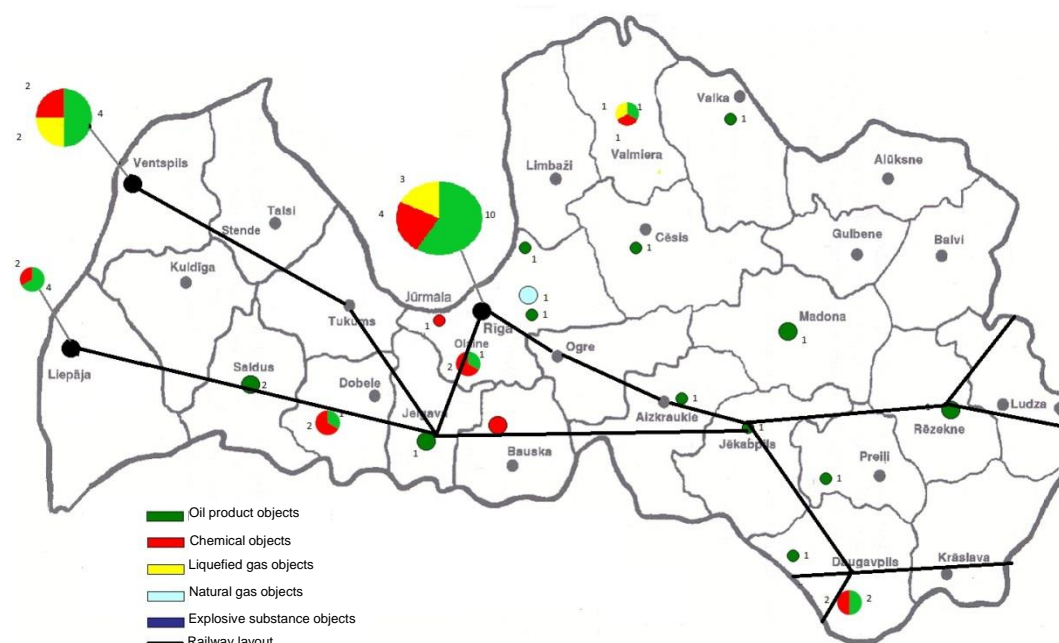 Valka
1
1
1
1
2
4
2
Valmiera
Alūksne
Limbaži
Ventspils
3
4
10
Talsi
Stende
Cēsis
1
1
Gulbene
Balvi
2
4
Kuldīga
Jūrmala
1
1
1
Rīga
Tukums
Olaine
1
2
Ogre
Madona
1
Liepāja
Saldus
2
Dobele
1
2
Jelgava
1
Aizkraukle
1
Jēkabpils
1
Rēzekne
Ludza
Bauska
Preiļi
1
1
Daugavpils
Krāslava
2
2
Oil product objects
Chemical objects
Liquefied gas objects
Natural gas objects
Explosive substance objects
Railway layout